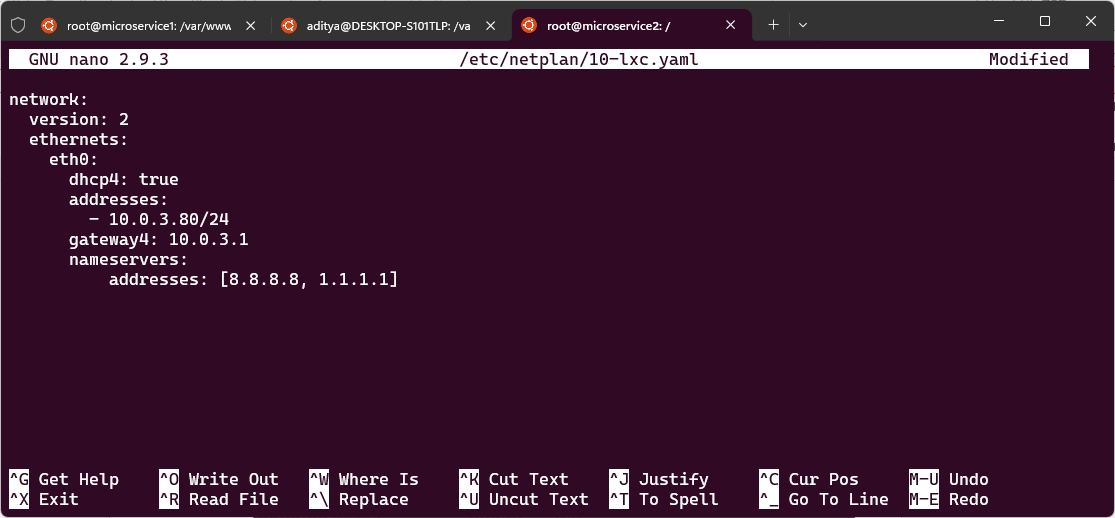 root@microservice1: /var/www
aditya@DESKTOP-S101TLP: /va
root@microservice2: /
GNU nano 2.9.3 /etc/netplan/10-lxc.yaml Modified
network:
  version: 2
  ethernets:
    eth0:
      dhcp4: true
      addresses:
        - 10.0.3.80/24
      gateway4: 10.0.3.1
      nameservers:
          addresses: [8.8.8.8, 1.1.1.1]
^G Get Help ^O Write Out ^W Where Is ^K Cut Text ^J Justify ^C Cur Pos M-U Undo
^X Exit ^R Read File ^\ Replace ^U Uncut Text ^T To Spell ^_ Go To Line M-E Redo